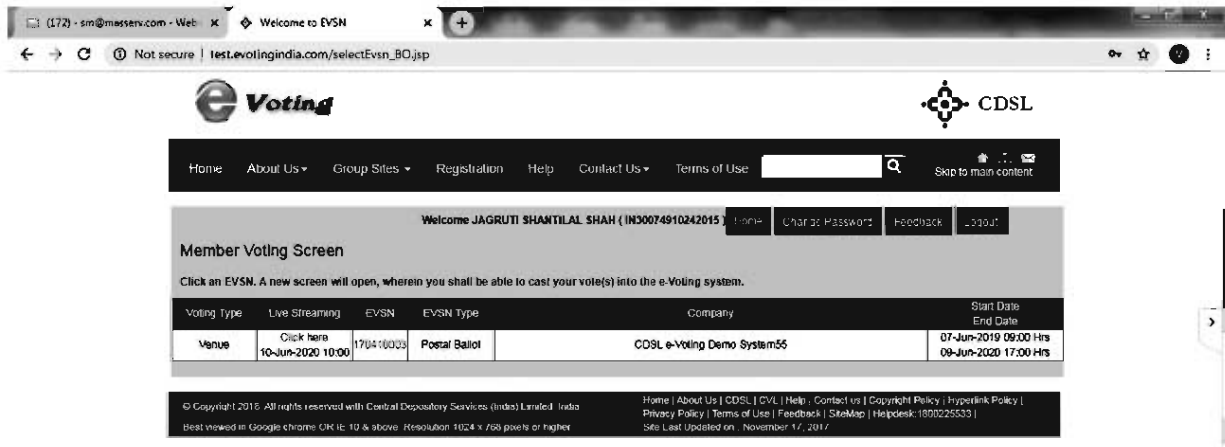 (172) - sm@masserv.com - Web
Welcome to EVSN
Not secure | test.evotingindia.com/selectEvsn_BO.jsp
e Voting
CDSL
Home About Us Group Sites Registration Help Contact Us Terms of Use
Skip to main content
Welcome JAGRUTI SHANTILAL SHAH ( IN30074910242015 ) Home Change Password Feedback Logout
Member Voting Screen
Click an EVSN. A new screen will open, wherein you shall be able to cast your vote(s) into the e-Voting system.
Voting Type Live Streaming EVSN EVSN Type Company Start Date
End Date
Venue Click here
10-Jun-2020 10:00 Postal Ballot CDSL e-Voting Demo System55 07-Jun-2019 09:00 Hrs
09-Jun-2020 17:00 Hrs
© Copyright All rights reserved with Central Depository Services (India) Limited India
Best viewed in Google chrome OR IE 10 & above. Resolution 1024 x 768 pixels or higher
Home | About Us | CDSL | CVL | Help | Contact us | Copyright Policy | Hyperlink Policy |
Privacy Policy | Terms of Use | Feedback | SiteMap | Helpdesk:1800225533 |
Site Last Updated on : November 17, 2017